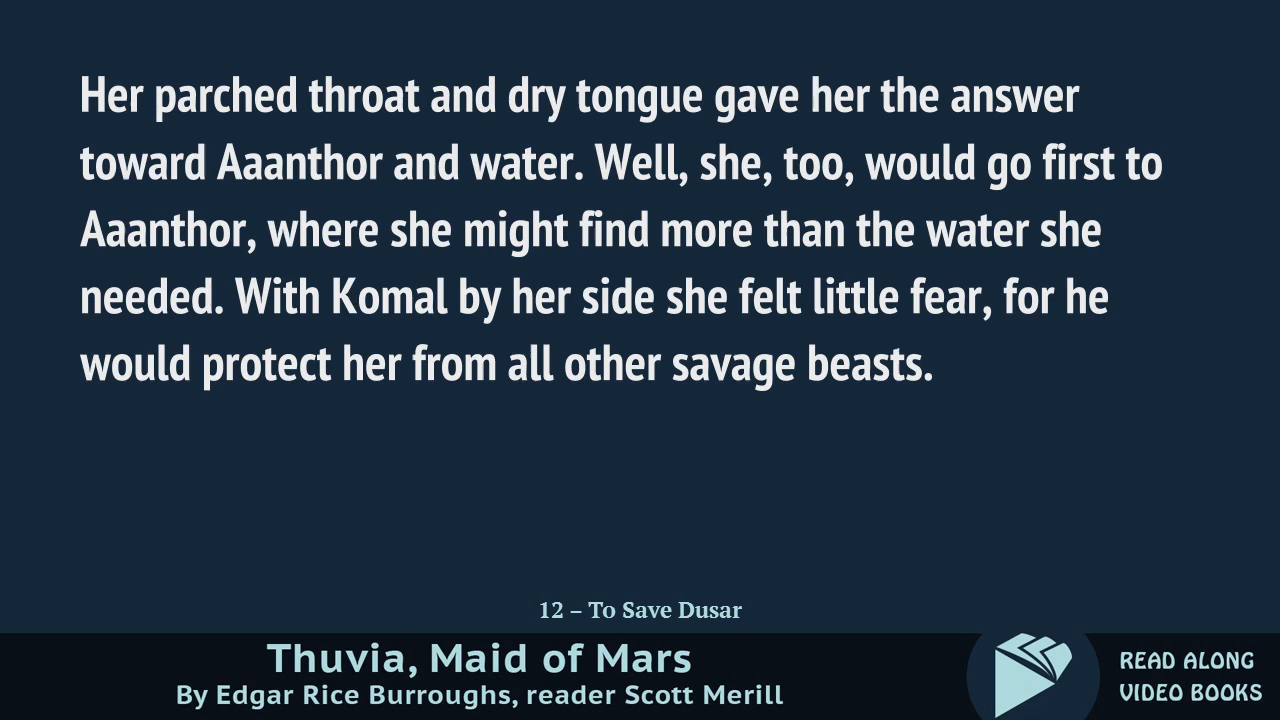 Her parched throat and dry tongue gave her the answer
toward Aaanthor and water. Well, she, too, would go first to
Aaanthor, where she might find more than the water she
needed. With Komal by her side she felt little fear, for he
would protect her from all other savage beasts.
12 – To Save Dusar
Thuvia, Maid of Mars
By Edgar Rice Burroughs, reader Scott Merill
READ ALONG
VIDEO BOOKS